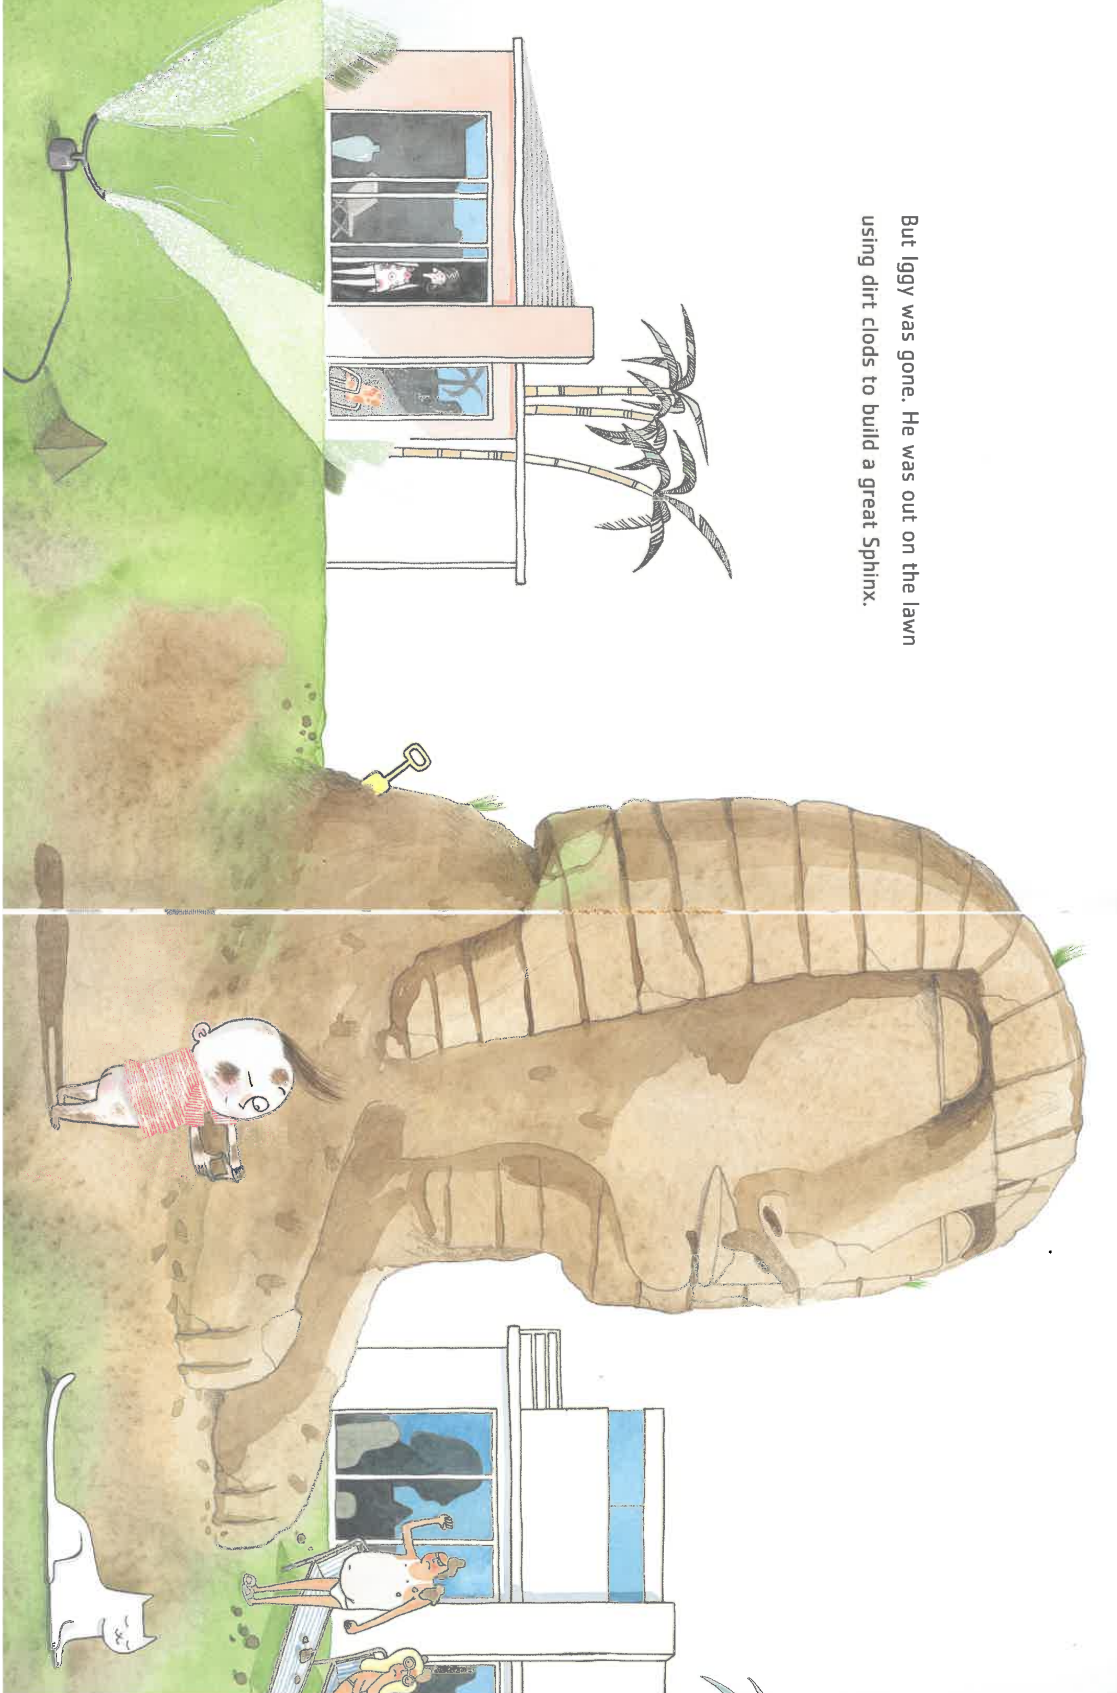 But Iggy was gone. He was out on the lawn
using dirt clods to build a great Sphinx.